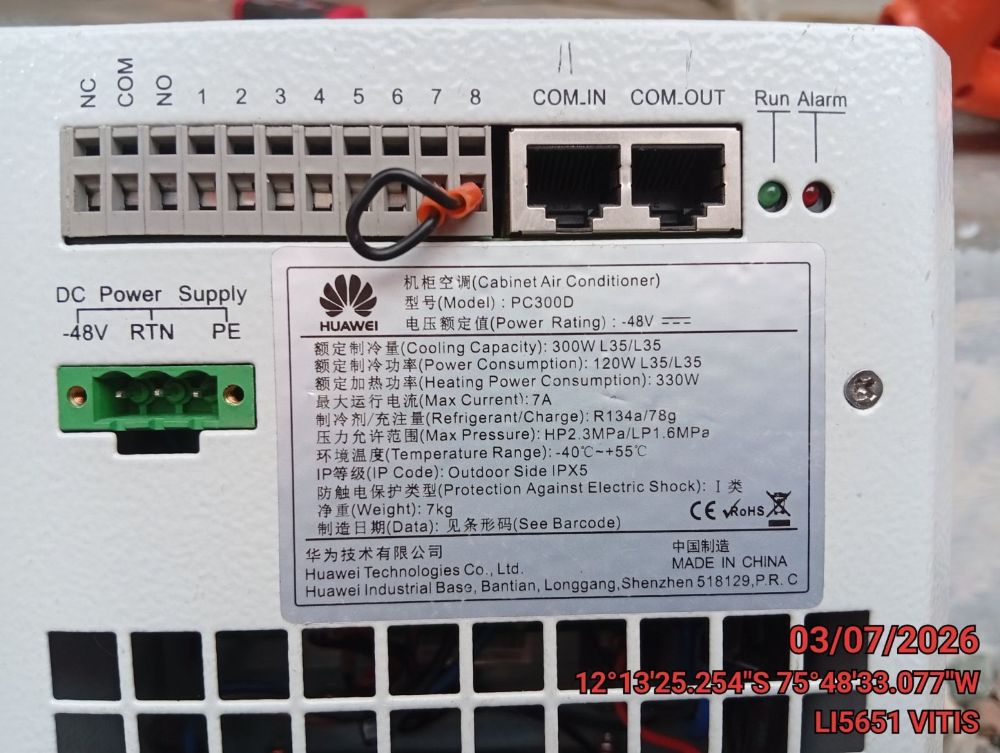 NC COM NO 1 2 3 4 5 6 7 8 COM-IN COM-OUT Run Alarm
DC Power Supply
-48V RTN PE
HUAWEI
机柜空调(Cabinet Air Conditioner)
型号(Model) : PC300D
电压额定值(Power Rating) : -48V ⎓
额定制冷量(Cooling Capacity): 300W L35/L35
额定制冷功率(Power Consumption): 120W L35/L35
额定加热功率(Heating Power Consumption): 330W
最大运行电流(Max Current): 7A
制冷剂/充注量(Refrigerant/Charge): R134a/78g
压力允许范围(Max Pressure): HP2.3MPa/LP1.6MPa
环境温度(Temperature Range): -40℃~+55℃
IP等级(IP Code): Outdoor Side IPX5
防触电保护类型(Protection Against Electric Shock): I 类
净重(Weight): 7kg
制造日期(Data): 见条形码(See Barcode)
CE RoHS
华为技术有限公司
Huawei Technologies Co., Ltd.
中国制造
MADE IN CHINA
Huawei Industrial Base, Bantian, Longgang,Shenzhen 518129,P.R. C
03/07/2026
12°13'25.254"S 75°48'33.077"W
LI5651 VITIS